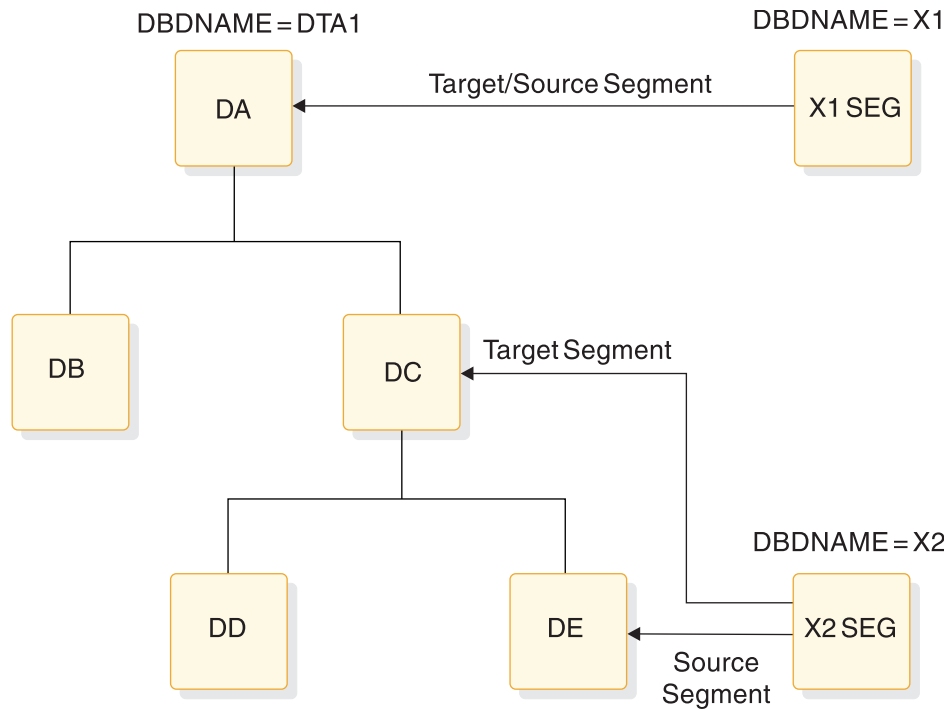 DBDNAME = DTA1
DBDNAME = X1
Target/Source Segment
DA
X1 SEG
DB
DC
Target Segment
DBDNAME = X2
DD
DE
X2 SEG
Source
Segment